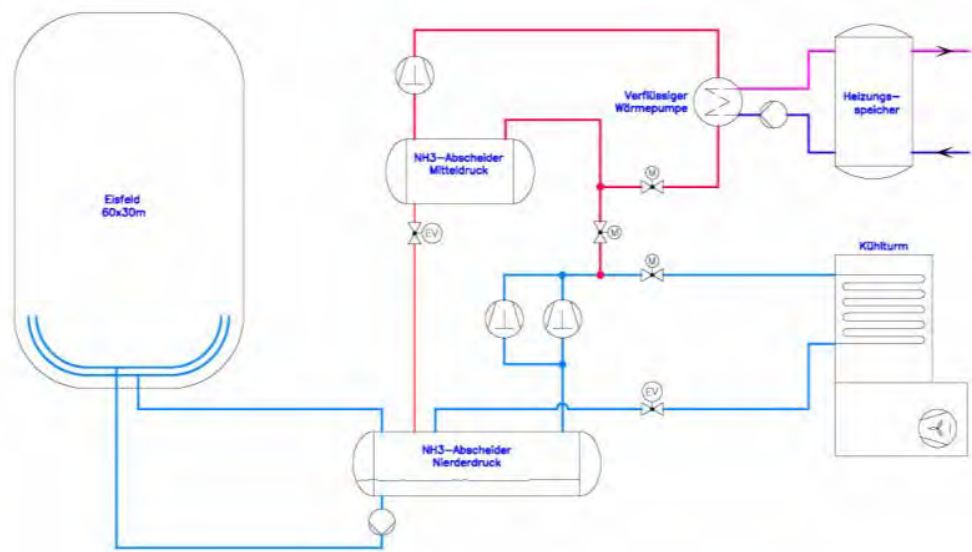 Verflüssiger
Wärmepumpe
Heizungs-
speicher
NH3-Abscheider
Mitteldruck
Eisfeld
60x30m
M
EV
M
Kühlturm
M
EV
NH3-Abscheider
Nierderdruck